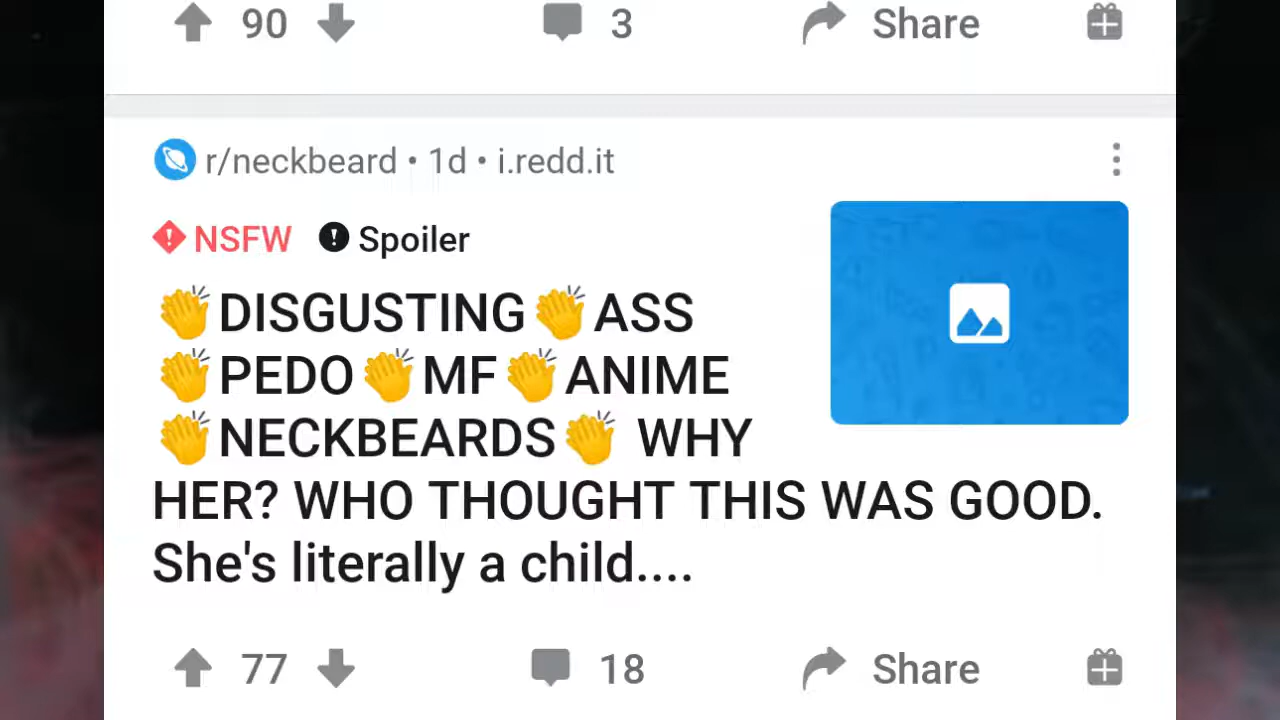 90 3 Share
r/neckbeard • 1d • i.redd.it
NSFW Spoiler
👏DISGUSTING👏ASS
👏PEDO👏MF👏ANIME
👏NECKBEARDS👏 WHY
HER? WHO THOUGHT THIS WAS GOOD.
She's literally a child....
77 18 Share